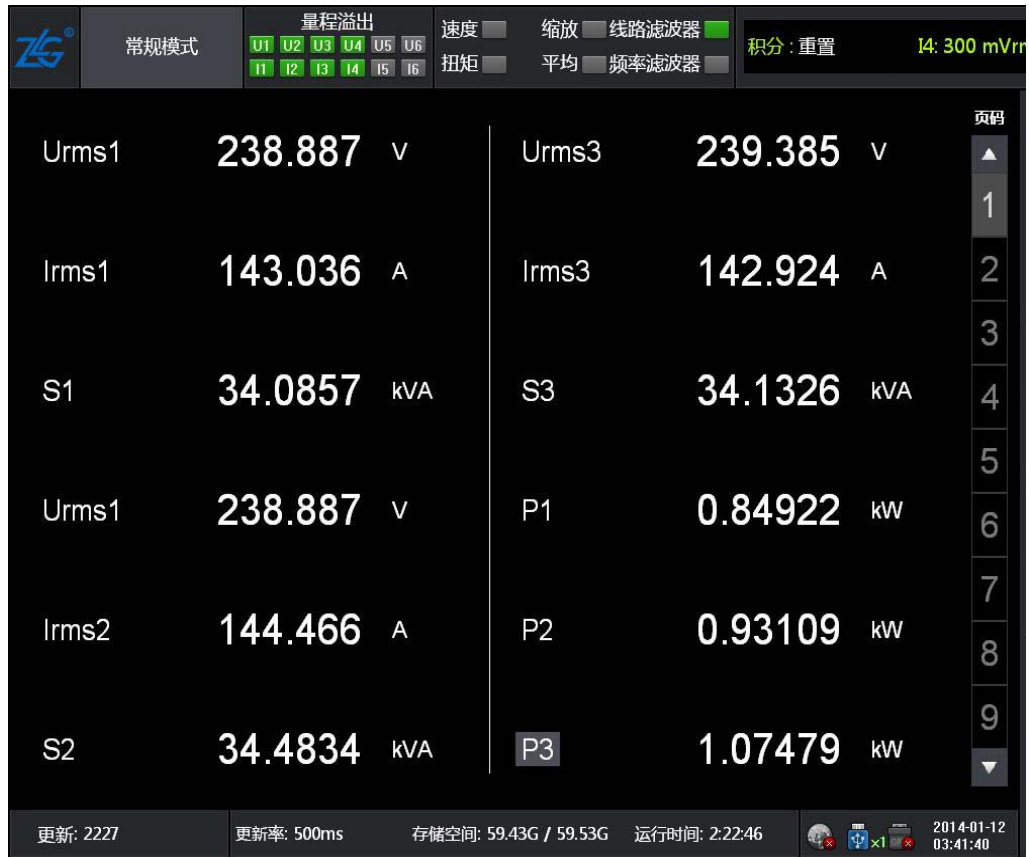 ZLG®
常规模式
量程溢出
U1 U2 U3 U4 U5 U6
I1 I2 I3 I4 I5 I6
速度 缩放 线路滤波器
扭矩 平均 频率滤波器
积分 : 重置 I4: 300 mVrm
页码
Urms1 238.887 V Urms3 239.385 V
1
Irms1 143.036 A Irms3 142.924 A 2
3
S1 34.0857 kVA S3 34.1326 kVA 4
5
Urms1 238.887 V P1 0.84922 kW 6
7
Irms2 144.466 A P2 0.93109 kW 8
9
S2 34.4834 kVA P3 1.07479 kW
更新: 2227 更新率: 500ms 存储空间: 59.43G / 59.53G 运行时间: 2:22:46 x1 2014-01-12
03:41:40